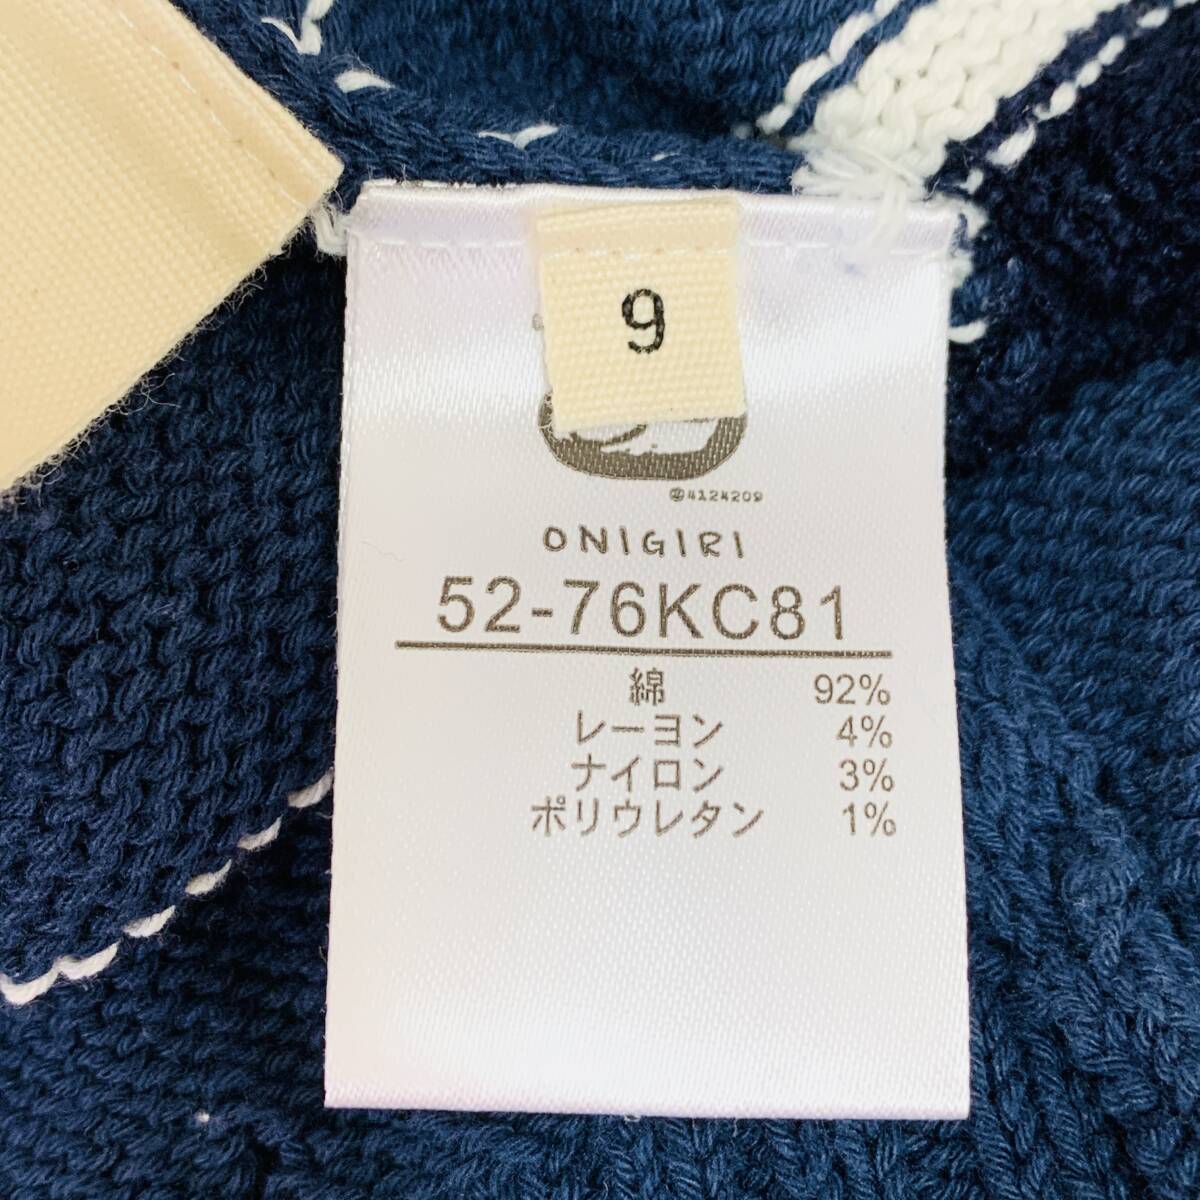 9
4124209
ONIGIRI
52-76KC81
綿 92%
レーヨン 4%
ナイロン 3%
ポリウレタン 1%